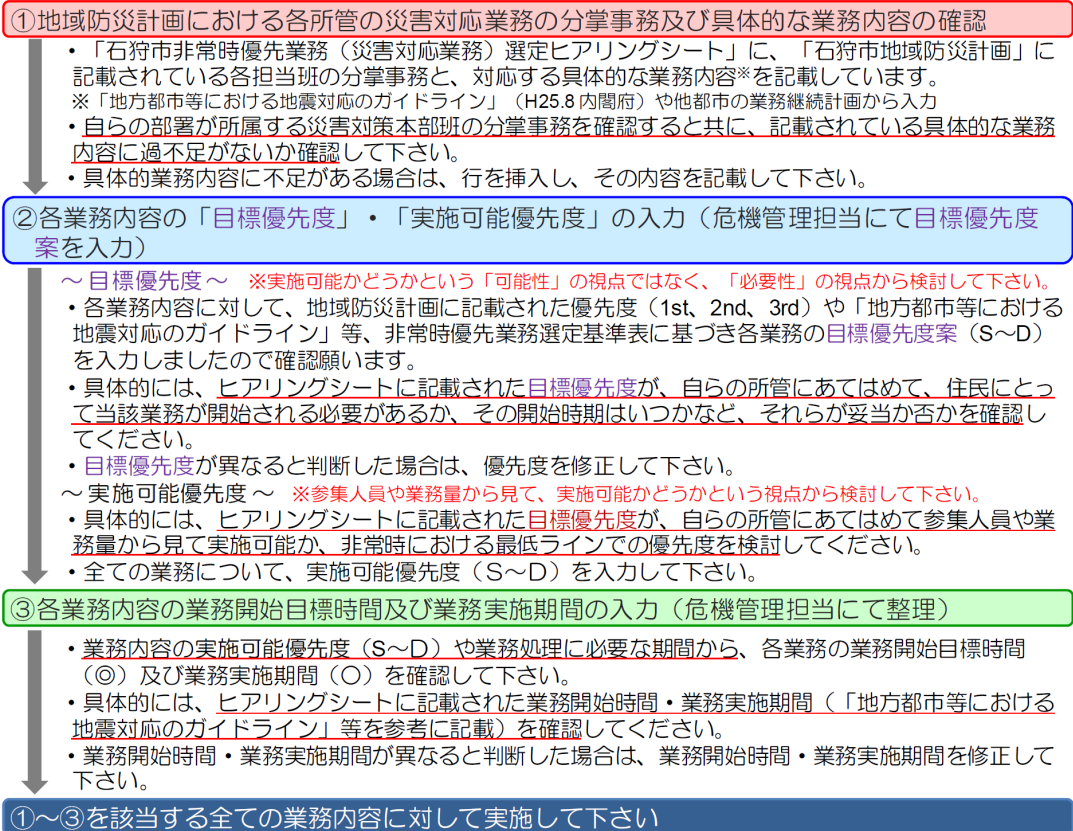 ①地域防災計画における各所管の災害対応業務の分掌事務及び具体的な業務内容の確認
・「石狩市非常時優先業務（災害対応業務）選定ヒアリングシート」に、「石狩市地域防災計画」に
記載されている各担当班の分掌事務と、対応する具体的な業務内容※を記載しています。
※「地方都市等における地震対応のガイドライン」（H25.8 内閣府）や他都市の業務継続計画から入力
・自らの部署が所属する災害対策本部班の分掌事務を確認すると共に、記載されている具体的な業務
内容に過不足がないか確認して下さい。
・具体的業務内容に不足がある場合は、行を挿入し、その内容を記載して下さい。
②各業務内容の「目標優先度」・「実施可能優先度」の入力（危機管理担当にて目標優先度
案を入力）
～目標優先度～ ※実施可能かどうかという「可能性」の視点ではなく、「必要性」の視点から検討して下さい。
・各業務内容に対して、地域防災計画に記載された優先度（1st、2nd、3rd）や「地方都市等における
地震対応のガイドライン」等、非常時優先業務選定基準表に基づき各業務の目標優先度案（S～D）
を入力しましたので確認願います。
・具体的には、ヒアリングシートに記載された目標優先度が、自らの所管にあてはめて、住民にとっ
て当該業務が開始される必要があるか、その開始時期はいつかなど、それらが妥当か否かを確認し
てください。
・目標優先度が異なると判断した場合は、優先度を修正して下さい。
～実施可能優先度～ ※参集人員や業務量から見て、実施可能かどうかという視点から検討して下さい。
・具体的には、ヒアリングシートに記載された目標優先度が、自らの所管にあてはめて参集人員や業
務量から見て実施可能か、非常時における最低ラインでの優先度を検討してください。
・全ての業務について、実施可能優先度（S～D）を入力して下さい。
③各業務内容の業務開始目標時間及び業務実施期間の入力（危機管理担当にて整理）
・業務内容の実施可能優先度（S～D）や業務処理に必要な期間から、各業務の業務開始目標時間
（◎）及び業務実施期間（○）を確認して下さい。
・具体的には、ヒアリングシートに記載された業務開始時間・業務実施期間（「地方都市等における
地震対応のガイドライン」等を参考に記載）を確認してください。
・業務開始時間・業務実施期間が異なると判断した場合は、業務開始時間・業務実施期間を修正して
下さい。
①～③を該当する全ての業務内容に対して実施して下さい